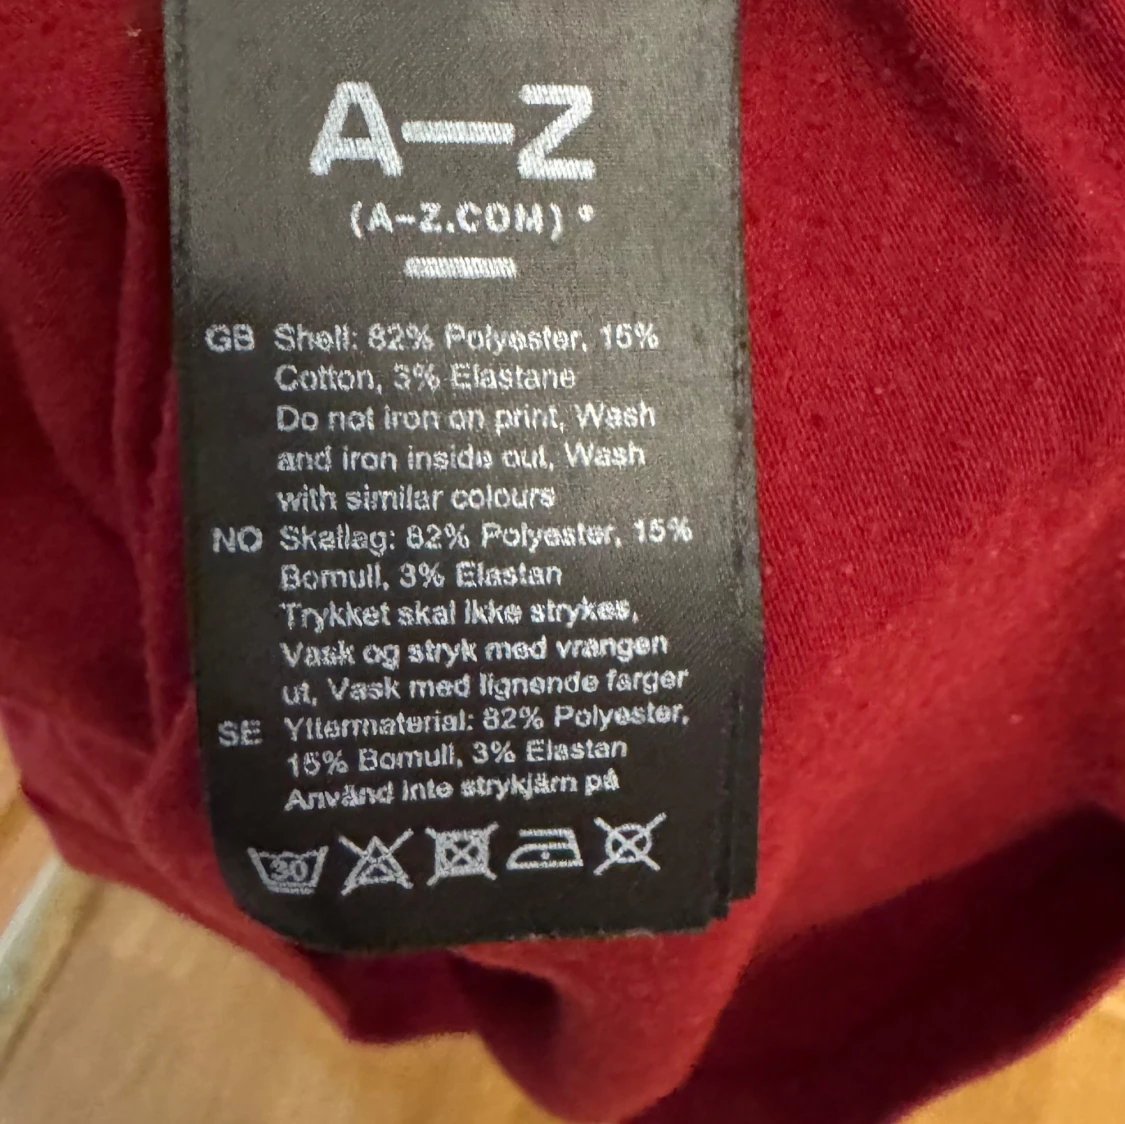 A—Z
(A-Z.COM)®
GB Shell: 82% Polyester, 15%
Cotton, 3% Elastane
Do not iron on print, Wash
and iron inside out, Wash
with similar colours
NO Skallag: 82% Polyester, 15%
Bomull, 3% Elastan
Trykket skal ikke strykes,
Vask og stryk med vrangen
ut, Vask med lignende farger
SE Yttermaterial: 82% Polyester,
15% Bomull, 3% Elastan
Använd inte strykjärn på
30